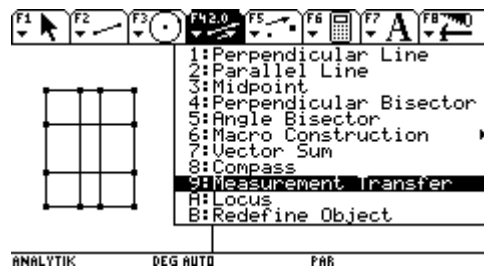 F1 F2 F3 F4 2.0 F5 F6 F7 A F8
1:Perpendicular Line
2:Parallel Line
3:Midpoint
4:Perpendicular Bisector
5:Angle Bisector
6:Macro Construction
7:Vector Sum
8:Compass
9:Measurement Transfer
A:Locus
B:Redefine Object
ANALYTIK DEG AUTO PAR